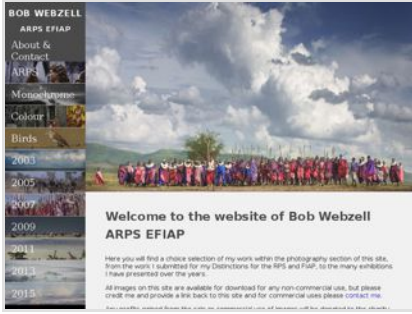 BOB WEBZELL
ARPS EFIAP
About &
Contact
ARPS
Monochrome
Colour
Birds
2003
2005
2007
2009
2011
2013
2015
Welcome to the website of Bob Webzell
ARPS EFIAP
Here you will find a choice selection of my work within the photography section of this site,
from the work I submitted for my Distinctions for the RPS and FIAP, to the many exhibitions
I have presented over the years.
All images on this site are available for download for any non-commercial use, but please
credit me and provide a link back to this site and for commercial uses please contact me.